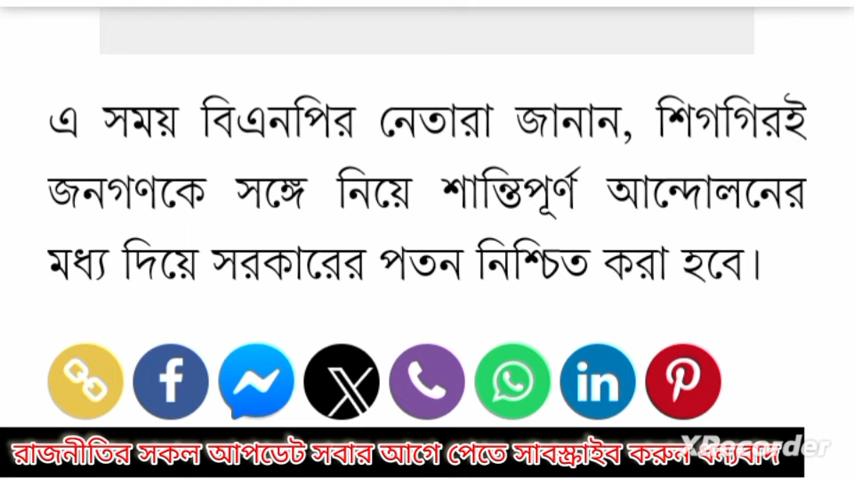 এ সময় বিএনপির নেতারা জানান, শিগগিরই
জনগণকে সঙ্গে নিয়ে শান্তিপূর্ণ আন্দোলনের
মধ্য দিয়ে সরকারের পতন নিশ্চিত করা হবে।
রাজনীতির সকল আপডেট সবার আগে পেতে সাবস্ক্রাইব করুন ধন্যবাদ
XRecorder